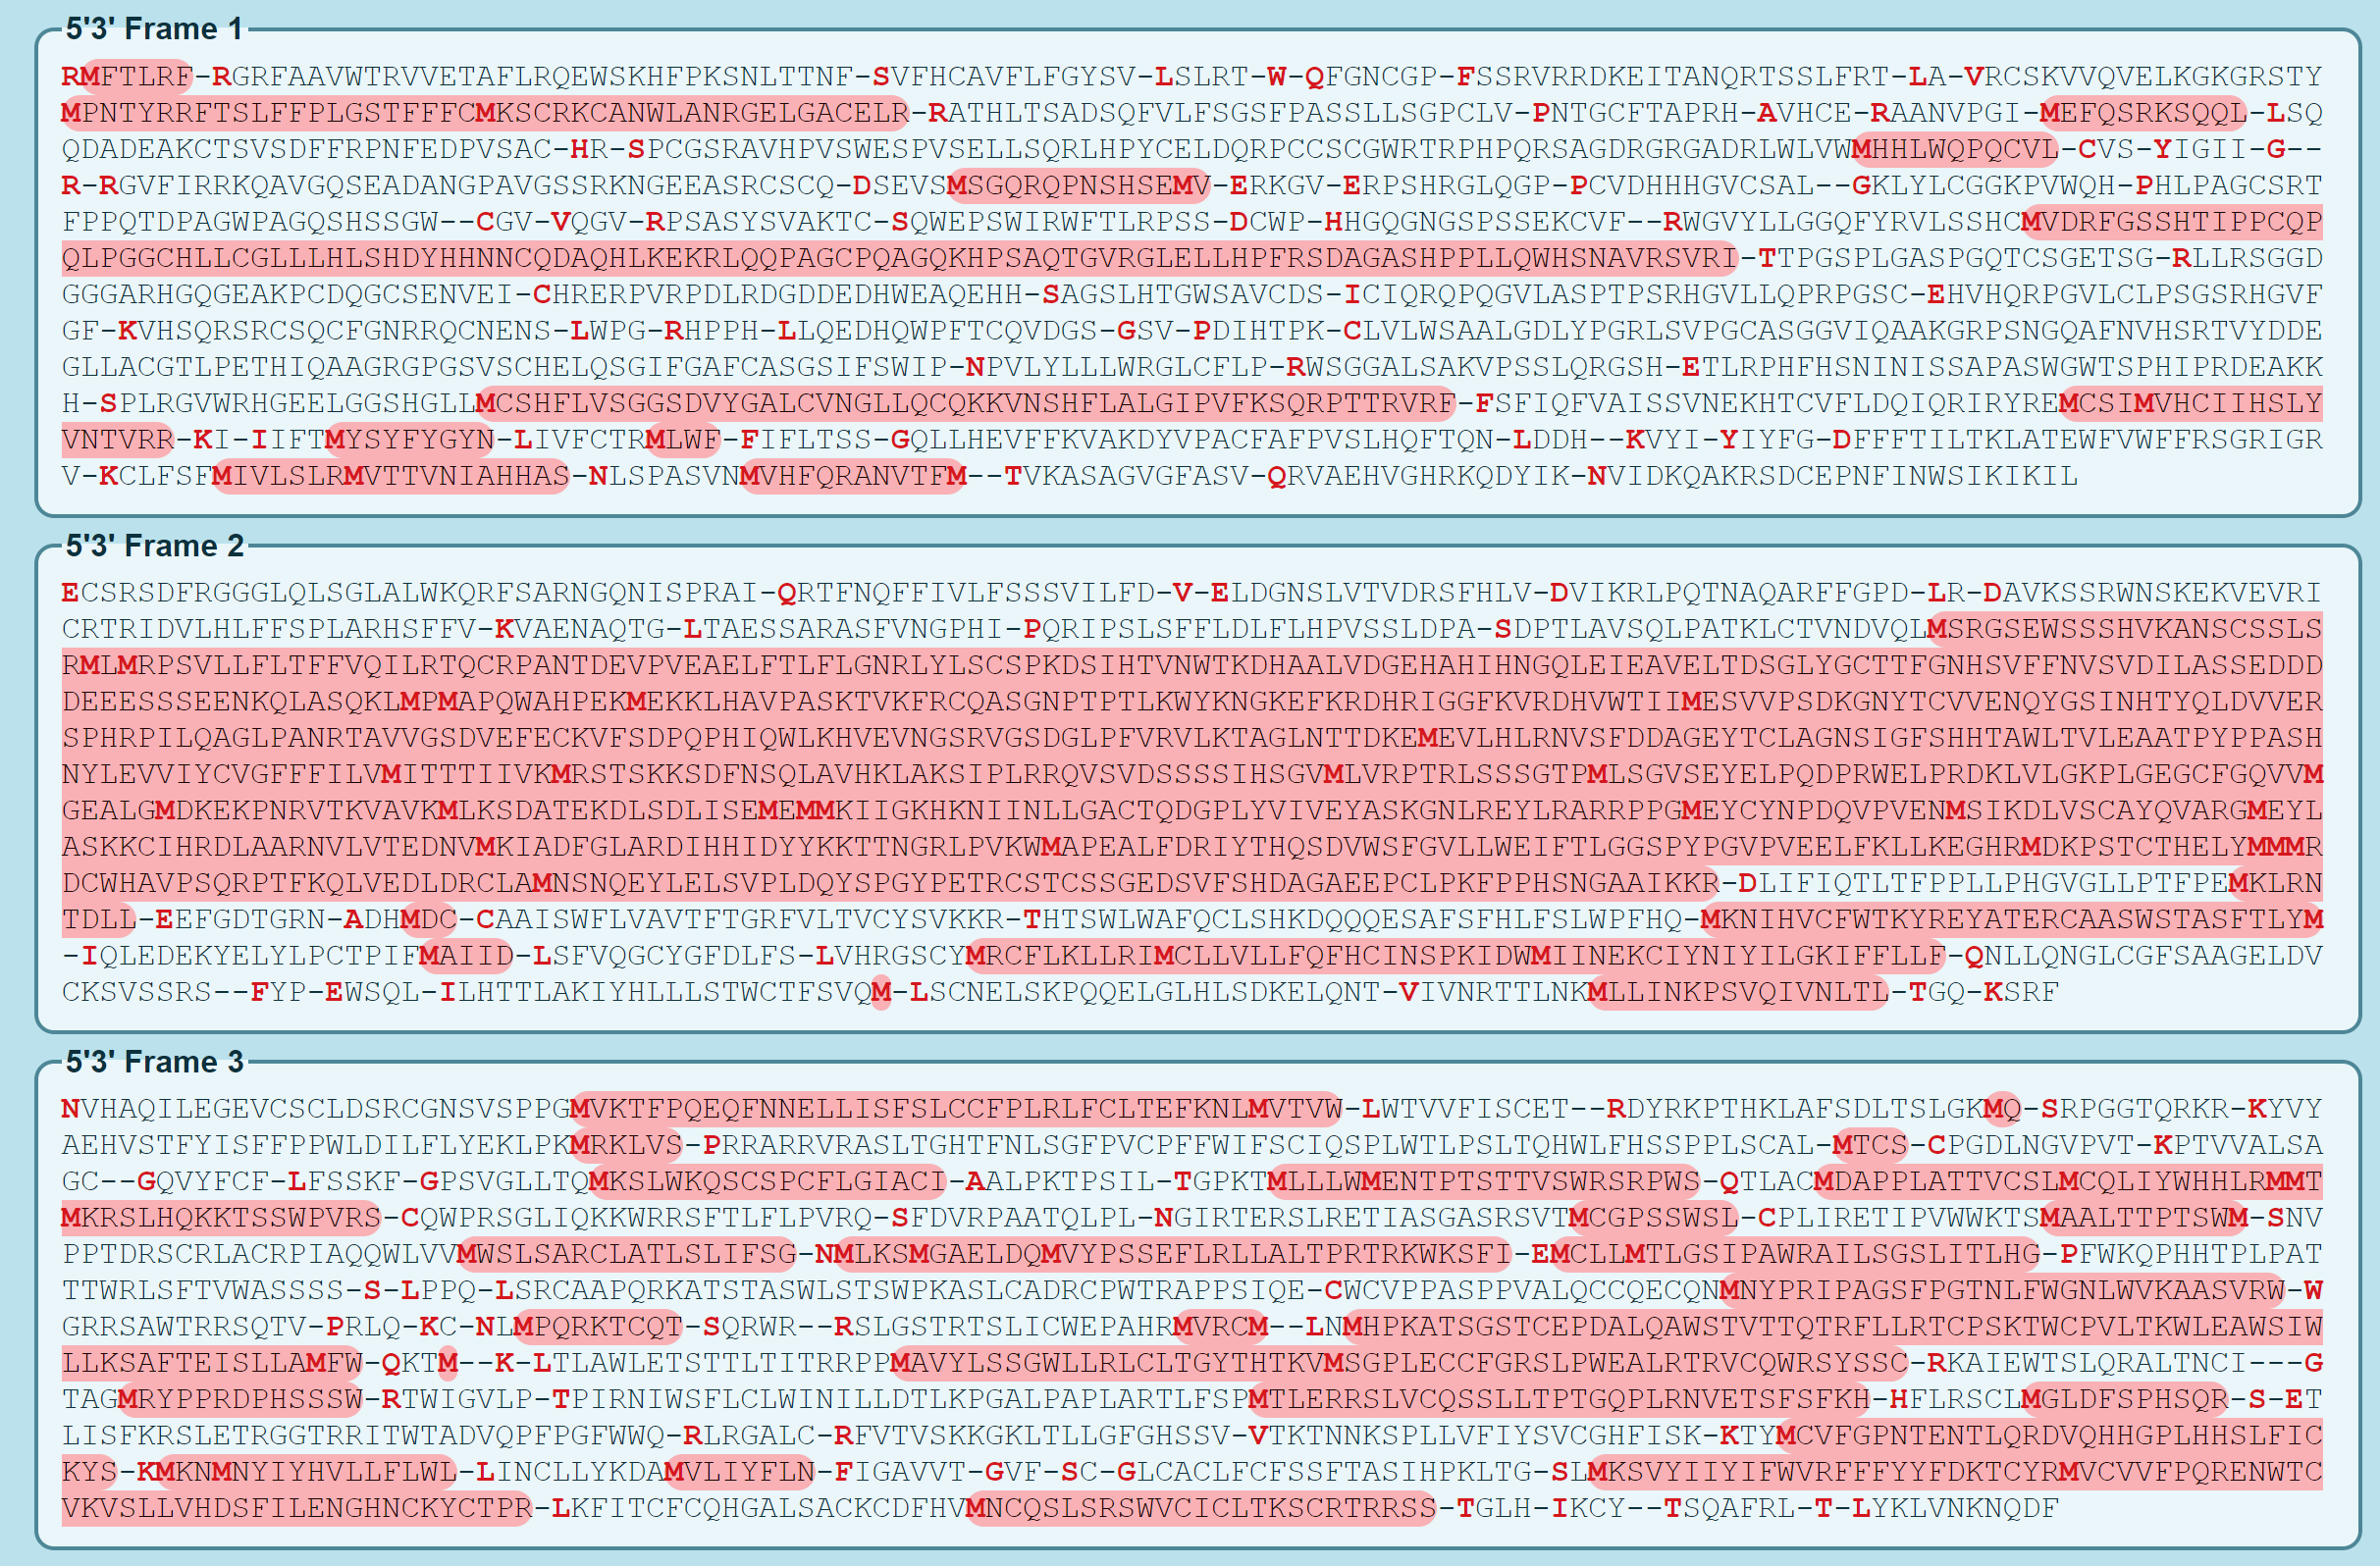 5'3' Frame 1
RMFTLRF-RGRFAAVWTRVVETAFLRQEWSKHFPKSNLTTNF-SVFHCAVFLFGYSV-LSLRT-W-QFGNCGP-FSSRVRRDKEITANQRTSSLFRT-LA-VRCSKVVQVELKGKGRSTY
MPNTYRRFTSLFFPLGSTFFFCMKSCRKCANWLANRGELGACELR-RATHLTSADSQFVLFSGSFPASSLLSGPCLV-PNTGCFTAPRH-AVHCE-RAANVPGI-MEFQSRKSQQL-LSQ
QDADEAKCTSVSDFFRPNFEDPVSAC-HR-SPCGSRAVHPVSWESPVSELLSQRLHPYCELDQRPCCSCGWRTRPHPQRSAGDRGRGADRLWLVWMHHLWQPQCVL-CVS-YIGII-G--
R-RGVFIRRKQAVGQSEADANGPAVGSSRKNGEEASRCSCQ-DSEVSMSGQRQPNSHSEMV-ERKGV-ERPSHRGLQGP-PCVDHHHGVCSAL--GKLYLCGGKPVWQH-PHLPAGCSRT
FPPQTDPAGWPAGQSHSSGW--CGV-VQGV-RPSASYSVAKTC-SQWEPSWIRWFTLRPSS-DCWP-HHGQGNGSPSSEKCVF--RWGVYLLGGQFYRVLSSHCMVDRFGSSHTIPPCQP
QLPGGCHLLCGLLLHLSHDYHHNNCQDAQHLKEKRLQQPAGCPQAGQKHPSAQTGVRGLELLHPFRSDAGASHPPLLQWHSNAVRSVRI-TTPGSPLGASPGQTCSGETSG-RLLRSGGD
GGGARHGQGEAKPCDQGCSENVEI-CHRERPVRPDLRDGDDEDHWEAQEHH-SAGSLHTGWSAVCDS-ICIQRQPQGVLASPTPSRHGVLLQPRPGSC-EHVHQRPGVLCLPSGSRHGVF
GF-KVHSQRSRCSQCFGNRRQCNENS-LWPG-RHPPH-LLQEDHQWPFTCQVDGS-GSV-PDIHTPK-CLVLWSAALGDLYPGRLSVPGCASGGVIQAAKGRPSNGQAFNVHSRTVYDDE
GLLACGTLPETHIQAAGRGPGSVSCHELQSGIFGAFCASGSIFSWIP-NPVLYLLLWRGLCFLP-RWSGGALSAKVPSSLQRGSH-ETLRPHFHSNINISSAPASWGWTSPHIPRDEAKK
H-SPLRGVWRHGEELGGSHGLLMCSHFLVSGGSDVYGALCVNGLLQCQKKVNSHFLALGIPVFKSQRPTTRVRF-FSFIQFVAISSVNEKHTCVFLDQIQRIRYREMCSIMVHCIIHSLY
VNTVRR-KI-IIFTMYSYFYGYN-LIVFCTRMLWF-FIFLTSS-GQLLHEVFFKVAKDYVPACFAFPVSLHQFTQN-LDDH--KVYI-YIYFG-DFFFTILTKLATEWFVWFFRSGRIGR
V-KCLFSFMIVLSLRMVTTVNIAHHAS-NLSPASVNMVHFQRANVTFM--TVKASAGVGFASV-QRVAEHVGHRKQDYIK-NVIDKQAKRSDCEPNFINWSIKIKIL
5'3' Frame 2
ECSRSDFRGGGLQLSGLALWKQRFSARNGQNISPRAI-QRTFNQFFIVLFSSSVILFD-V-ELDGNSLVTVDRSFHLV-DVIKRLPQTNAQARFFGPD-LR-DAVKSSRWNSKEKVEVRI
CRTRIDVLHLFFSPLARHSFFV-KVAENAQTG-LTAESSARASFVNGPHI-PQRIPSLSFFLDLFLHPVSSLDPA-SDPTLAVSQLPATKLCTVNDVQLMSRGSEWSSSHVKANSCSSLS
RMLMRPSVLLFLTFFVQILRTQCRPANTDEVPVEAELFTLFLGNRLYLSCSPKDSIHTVNWTKDHAALVDGEHAHIHNGQLEIEAVELTDSGLYGCTTFGNHSVFFNVSVDILASSEDDD
DEEESSSEENKQLASQKLMPMAPQWAHPEKMEKKLHAVPASKTVKFRCQASGNPTPTLKWYKNGKEFKRDHRIGGFKVRDHVWTIIMESVVPSDKGNYTCVVENQYGSINHTYQLDVVER
SPHRPILQAGLPANRTAVVGSDVEFECKVFSDPQPHIQWLKHVEVNGSRVGSDGLPFVRVLKTAGLNTTDKEMEVLHLRNVSFDDAGEYTCLAGNSIGFSHHTAWLTVLEAATPYPPASH
NYLEVVIYCVGFFFILVMITTTIIVKMRSTSKKSDFNSQLAVHKLAKSIPLRRQVSVDSSSSIHSGVMLVRPTRLSSSGTPMLSGVSEYELPQDPRWELPRDKLVLGKPLGEGCFGQVVM
GEALGMDKEKPNRVTKVAVKMLKSDATEKDLSDLISEMEMMKIIGKHKNIINLLGACTQDGPLYVIVEYASKGNLREYLRARRPPGMEYCYNPDQVPVENMSIKDLVSCAYQVARGMEYL
ASKKCIHRDLAARNVLVTEDNVMKIADFGLARDIHHIDYYKKTTNGRLPVKWMAPEALFDRIYTHQSDVWSFGVLLWEIFTLGGSPYPGVPVEELFKLLKEGHRMDKPSTCTHELYMMMR
DCWHAVPSQRPTFKQLVEDLDRCLAMNSNQEYLELSVPLDQYSPGYPETRCSTCSSGEDSVFSHDAGAEEPCLPKFPPHSNGAAIKKR-DLIFIQTLTFPPLLPHGVGLLPTFPEMKLRN
TDLL-EEFGDTGRN-ADHMDC-CAAISWFLVAVTFTGRFVLTVCYSVKKR-THTSWLWAFQCLSHKDQQQESAFSFHLFSLWPFHQ-MKNIHVCFWTKYREYATERCAASWSTASFTLYM
-IQLEDEKYELYLPCTPIFMAIID-LSFVQGCYGFDLFS-LVHRGSCYMRCFLKLLRIMCLLVLLFQFHCINSPKIDWMIINEKCIYNIYILGKIFFLLF-QNLLQNGLCGFSAAGELDV
CKSVSSRS--FYP-EWSQL-ILHTTLAKIYHLLLSTWCTFSVQM-LSCNELSKPQQELGLHLSDKELQNT-VIVNRTTLNKMLLINKPSVQIVNLTL-TGQ-KSRF
5'3' Frame 3
NVHAQILEGEVCSCLDSRCGNSVSPPGMVKTFPQEQFNNELLISFSLCCFPLRLFCLTEFKNLMVTVW-LWTVVFISCET--RDYRKPTHKLAFSDLTSLGKMQ-SRPGGTQRKR-KYVY
AEHVSTFYISFFPPWLDILFLYEKLPKMRKLVS-PRRARRVRASLTGHTFNLSGFPVCPFFWIFSCIQSPLWTLPSLTQHWLFHSSPPLSCAL-MTCS-CPGDLNGVPVT-KPTVVALSA
GC--GQVYFCF-LFSSKF-GPSVGLLTQMKSLWKQSCSPCFLGIACI-AALPKTPSIL-TGPKTMLLLWMENTPTSTTVSWRSRPWS-QTLACMDAPPLATTVCSLMCQLIYWHHLRMMT
MKRSLHQKKTSSWPVRS-CQWPRSGLIQKKWRRSFTLFLPVRQ-SFDVRPAATQLPL-NGIRTERSLRETIASGASRSVTMCGPSSWSL-CPLIRETIPVWWKTSMAALTTPTSWM-SNV
PPTDRSCRLACRPIAQQWLVVMWSLSARCLATLSLIFSG-NMLKSMGAELDQMVYPSSEFLRLLALTPRTRKWKSFI-EMCLLMTLGSIPAWRAILSGSLITLHG-PFWKQPHHTPLPAT
TTWRLSFTVWASSSS-S-LPPQ-LSRCAAPQRKATSTASWLSTSWPKASLCADRCPWTRAPPSIQE-CWCVPPASPPVALQCCQECQNMNYPRIPAGSFPGTNLFWGNLWVKAASVRW-W
GRRSAWTRRSQTV-PRLQ-KC-NLMPQRKTCQT-SQRWR--RSLGSTRTSLICWEPAHRMVRCM--LNMHPKATSGSTCEPDALQAWSTVTTQTRFLLRTCPSKTWCPVLTKWLEAWSIW
LLKSAFTEISLLAMFW-QKTM--K-LTLAWLETSTTLTITRRPPMAVYLSSGWLLRLCLTGYTHTKVMSGPLECCFGRSLPWEALRTRVCQWRSYSSC-RKAIEWTSLQRALTNCI---G
TAGMRYPPRDPHSSSW-RTWIGVLP-TPIRNIWSFLCLWINILLDTLKPGALPAPLARTLFSPMTLERRSLVCQSSLLTPTGQPLRNVETSFSFKH-HFLRSCLMGLDFSPHSQR-S-ET
LISFKRSLETRGGTRRITWTADVQPFPGFWWQ-RLRGALC-RFVTVSKKGKLTLLGFGHSSV-VTKTNNKSPLLVFIYSVCGHFISK-KTYMCVFGPNTENTLQRDVQHHGPLHHSLFIC
KYS-KMKNMNYIYHVLLFLWL-LINCLLYKDAMVLIYFLN-FIGAVVT-GVF-SC-GLCACLFCFSSFTASIHPKLTG-SLMKSVYIIYIFWVRFFFYYFDKTCYRMVCVVFPQRENWTC
VKVSLLVHDSFILENGHNCKYCTPR-LKFITCFCQHGALSACKCDFHVMNCQSLSRSWVCICLTKSCRTRRSS-TGLH-IKCY--TSQAFRL-T-LYKLVNKNQDF